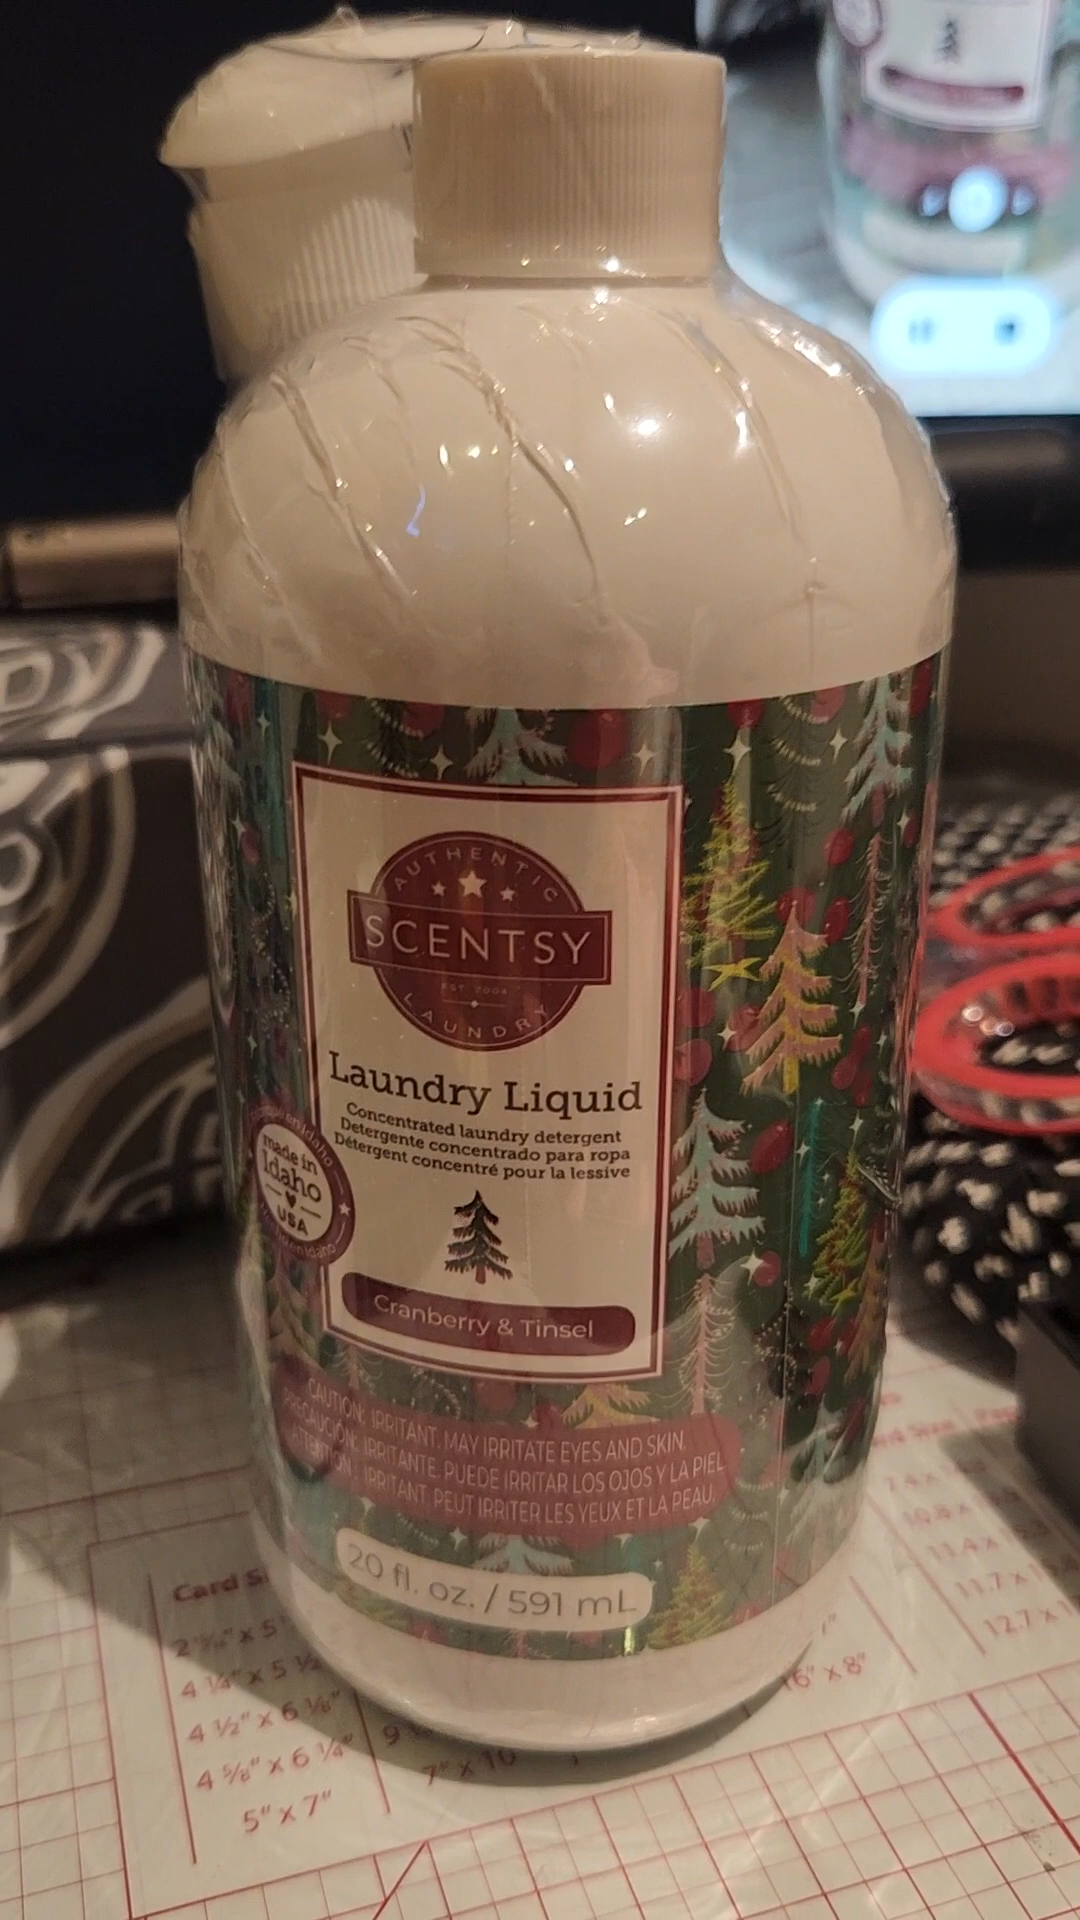 AUTHENTIC
SCENTSY
EST. 2004
LAUNDRY
Laundry Liquid
Concentrated laundry detergent
Detergente concentrado para ropa
Détergent concentré pour la lessive
made in
Idaho
USA
Cranberry & Tinsel
CAUTION: IRRITANT. MAY IRRITATE EYES AND SKIN.
PRECAUCIÓN: IRRITANTE. PUEDE IRRITAR LOS OJOS Y LA PIEL.
ATTENTION : IRRITANT. PEUT IRRITER LES YEUX ET LA PEAU.
20 fl. oz. / 591 mL
Card
4 ¼" x 5 ½"
4 ½" x 6 ⅛"
4 ⅝" x 6 ¼"
5" x 7"
7" x 10"
6" x 8"